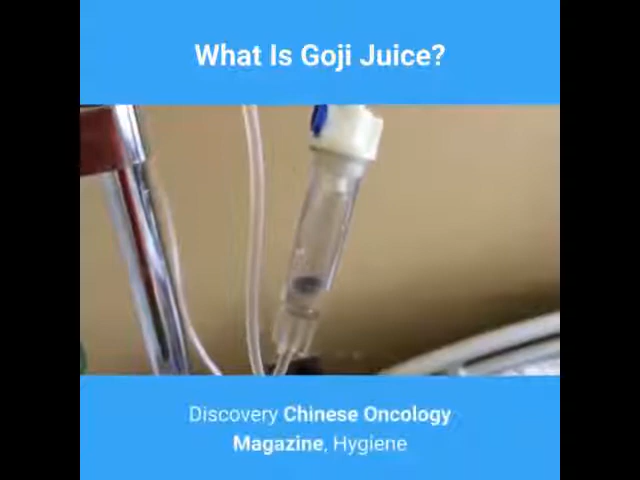 What Is Goji Juice?
Discovery Chinese Oncology
Magazine, Hygiene